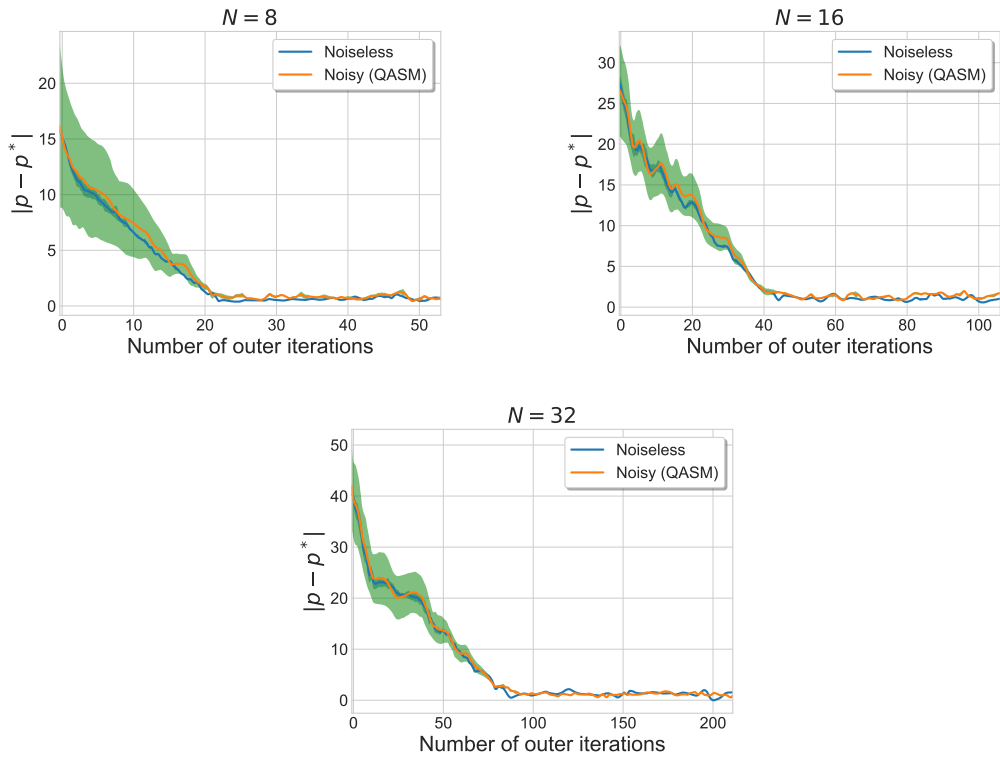 N = 8
Noiseless
Noisy (QASM)
20
15
10
5
0
|p − p*|
0 10 20 30 40 50
Number of outer iterations
N = 16
Noiseless
Noisy (QASM)
30
25
20
15
10
5
0
|p − p*|
0 20 40 60 80 100
Number of outer iterations
N = 32
Noiseless
Noisy (QASM)
50
40
30
20
10
0
|p − p*|
0 50 100 150 200
Number of outer iterations